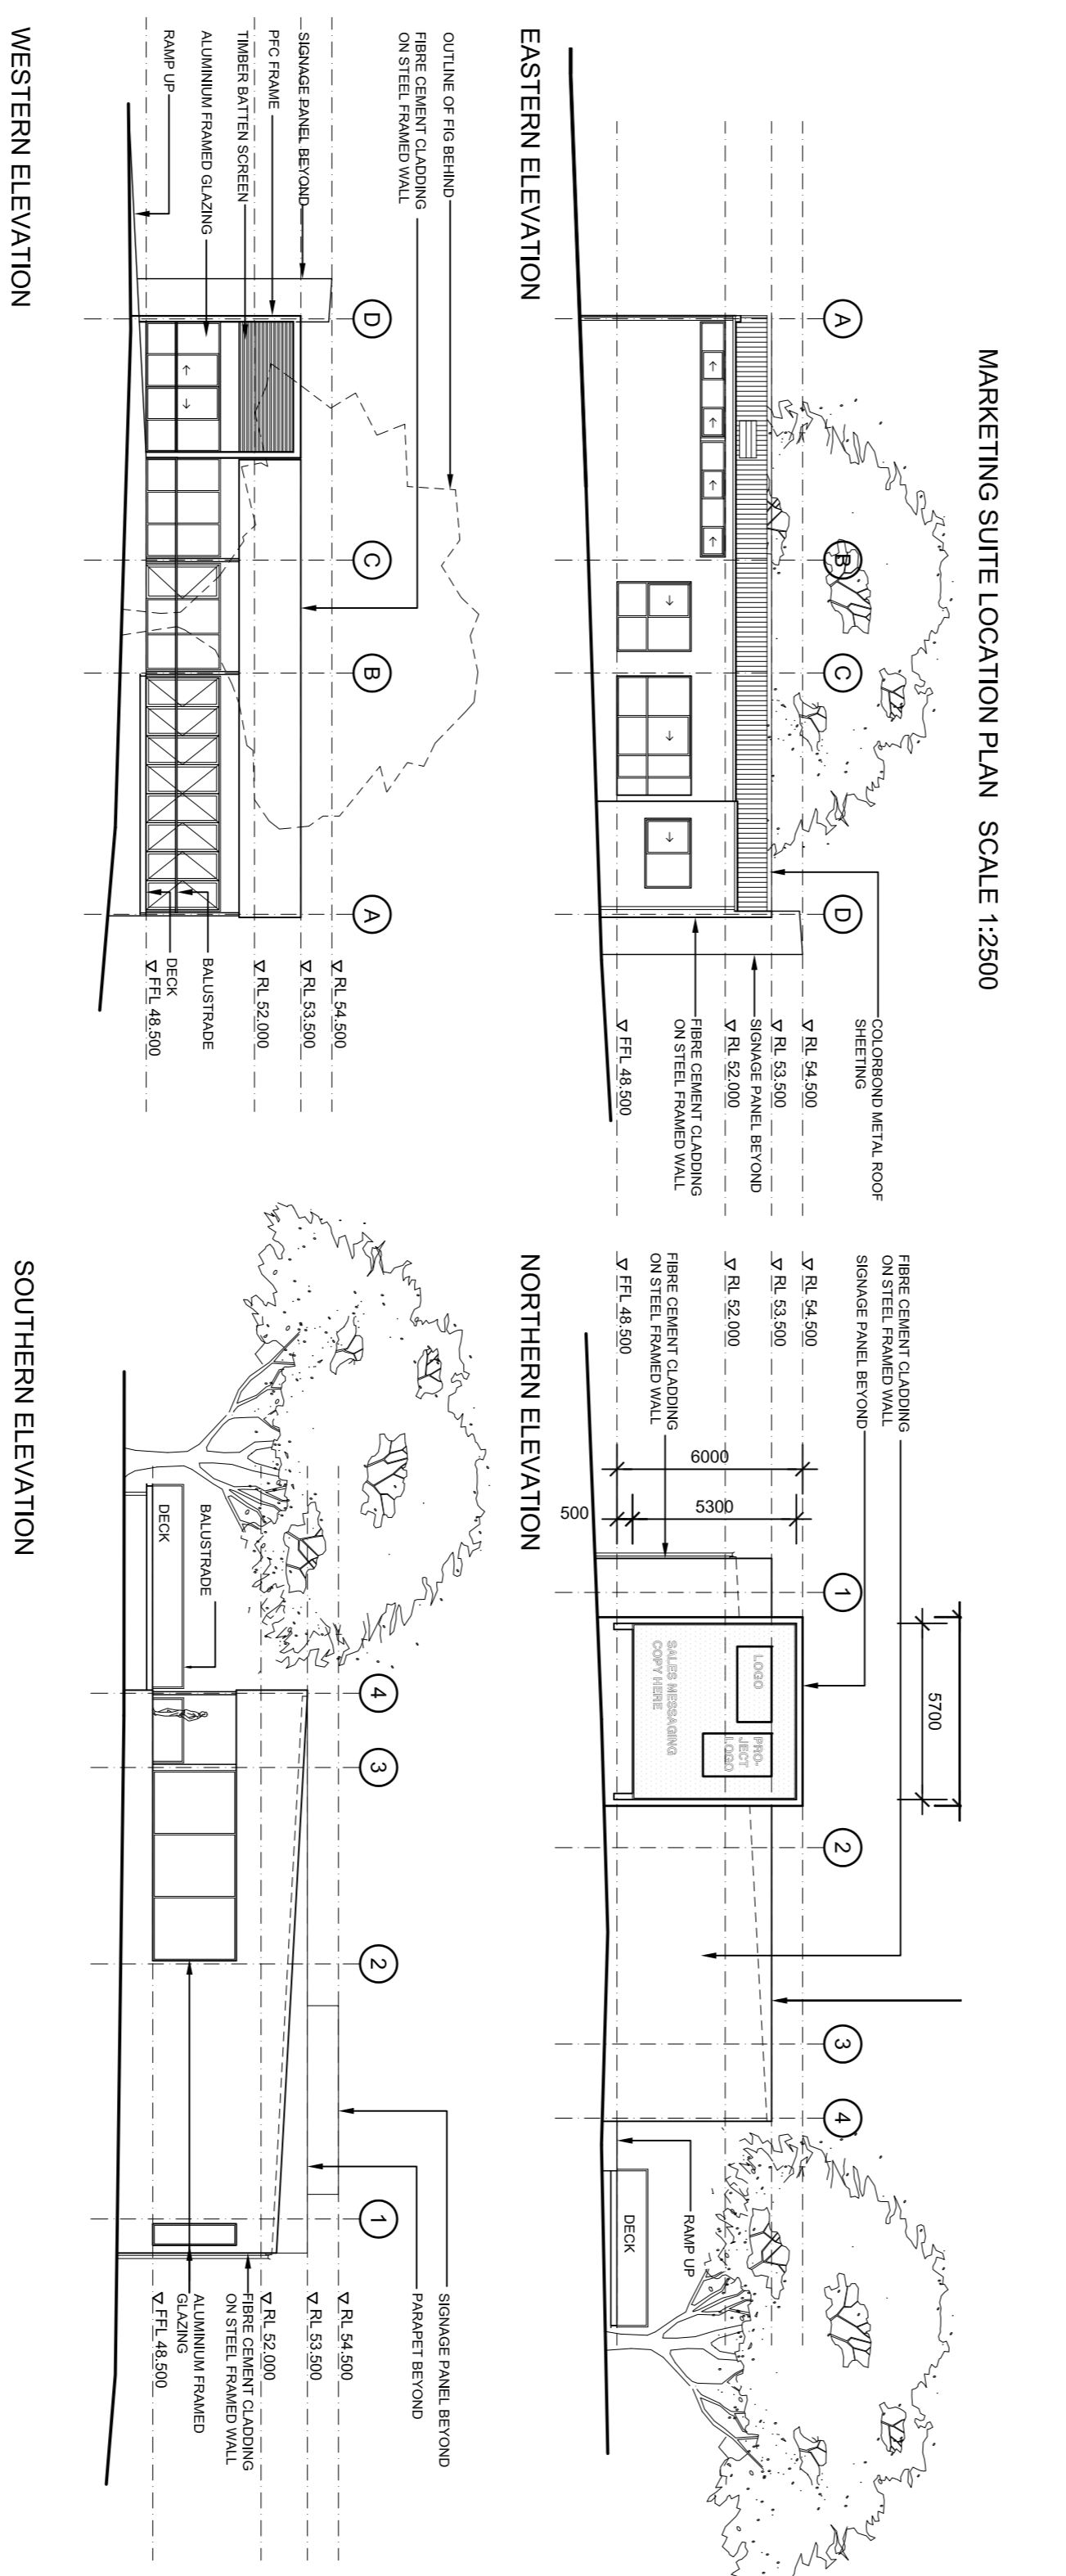 MARKETING SUITE LOCATION PLAN   SCALE 1:2500
A
B
C
D
COLORBOND METAL ROOF
SHEETING
RL 54.500
RL 53.500
SIGNAGE PANEL BEYOND
RL 52.000
FIBRE CEMENT CLADDING
ON STEEL FRAMED WALL
FFL 48.500
EASTERN ELEVATION
FIBRE CEMENT CLADDING
ON STEEL FRAMED WALL
SIGNAGE PANEL BEYOND
RL 54.500
RL 53.500
RL 52.000
FIBRE CEMENT CLADDING
ON STEEL FRAMED WALL
FFL 48.500
6000
5300
500
5700
1
2
3
4
LOGO
PRO-
JECT
LOGO
SALES MESSAGING
COPY HERE
RAMP UP
DECK
NORTHERN ELEVATION
OUTLINE OF FIG BEHIND
FIBRE CEMENT CLADDING
ON STEEL FRAMED WALL
SIGNAGE PANEL BEYOND
PFC FRAME
TIMBER BATTEN SCREEN
ALUMINIUM FRAMED GLAZING
RAMP UP
D
C
B
A
RL 54.500
RL 53.500
RL 52.000
BALUSTRADE
DECK
FFL 48.500
WESTERN ELEVATION
BALUSTRADE
DECK
4
3
2
1
SIGNAGE PANEL BEYOND
PARAPET BEYOND
RL 54.500
RL 53.500
RL 52.000
FIBRE CEMENT CLADDING
ON STEEL FRAMED WALL
ALUMINIUM FRAMED
GLAZING
FFL 48.500
SOUTHERN ELEVATION